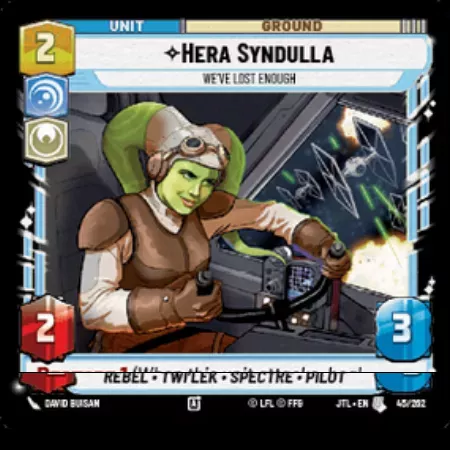 UNIT GROUND
2
HERA SYNDULLA
WE'VE LOST ENOUGH
2
3
REBEL • TWI'LEK • SPECTRE • PILOT
DAVID BUISAN A © LFL © FFG JTL • EN 45/262